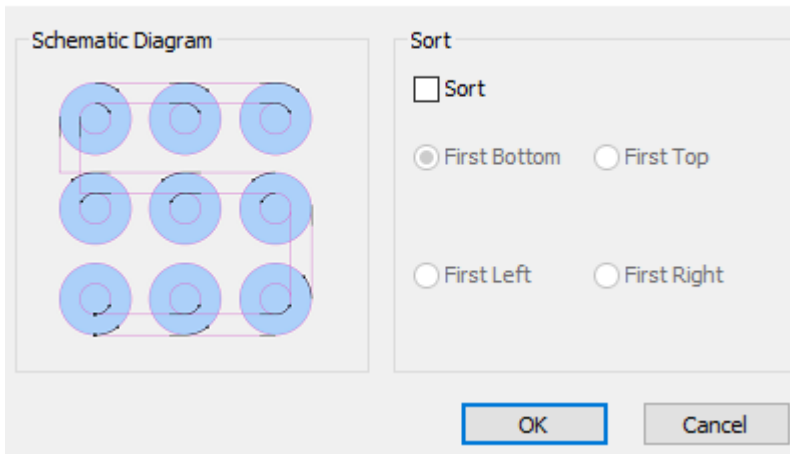 Schematic Diagram
Sort
Sort
First Bottom
First Top
First Left
First Right
OK
Cancel